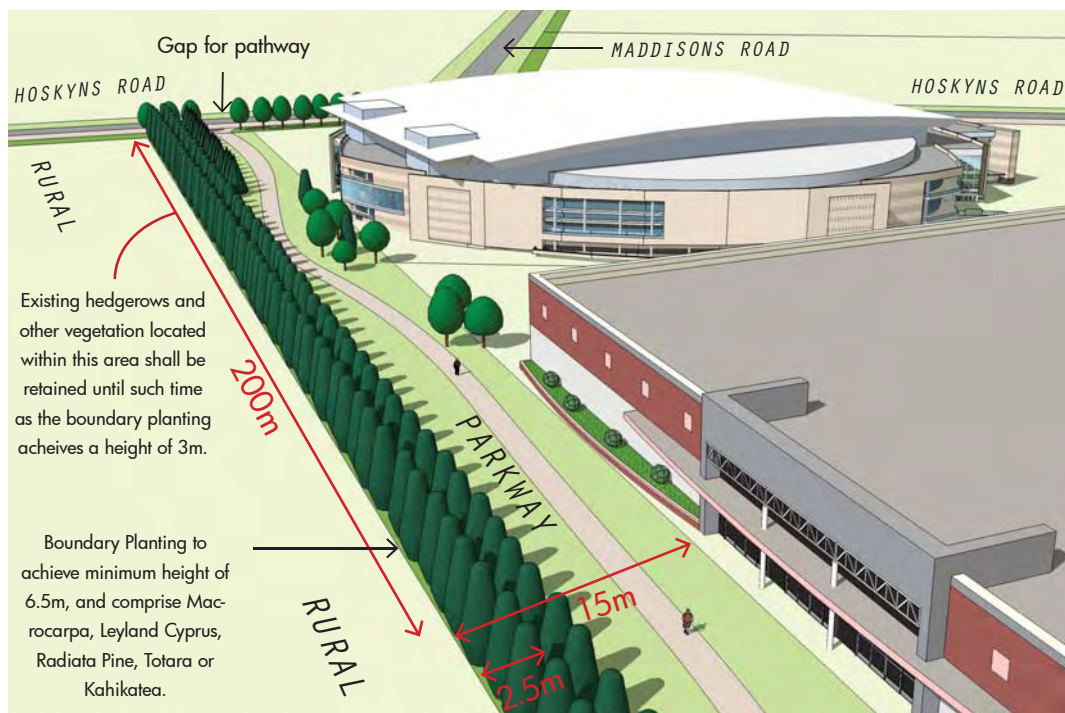 Gap for pathway
MADDISONS ROAD
HOSKYNS ROAD
HOSKYNS ROAD
RURAL
Existing hedgerows and
other vegetation located
within this area shall be
retained until such time
as the boundary planting
acheives a height of 3m.
200m
PARKWAY
Boundary Planting to
achieve minimum height of
6.5m, and comprise Mac-
rocarpa, Leyland Cyprus,
Radiata Pine, Totara or
Kahikatea.
RURAL
15m
2.5m